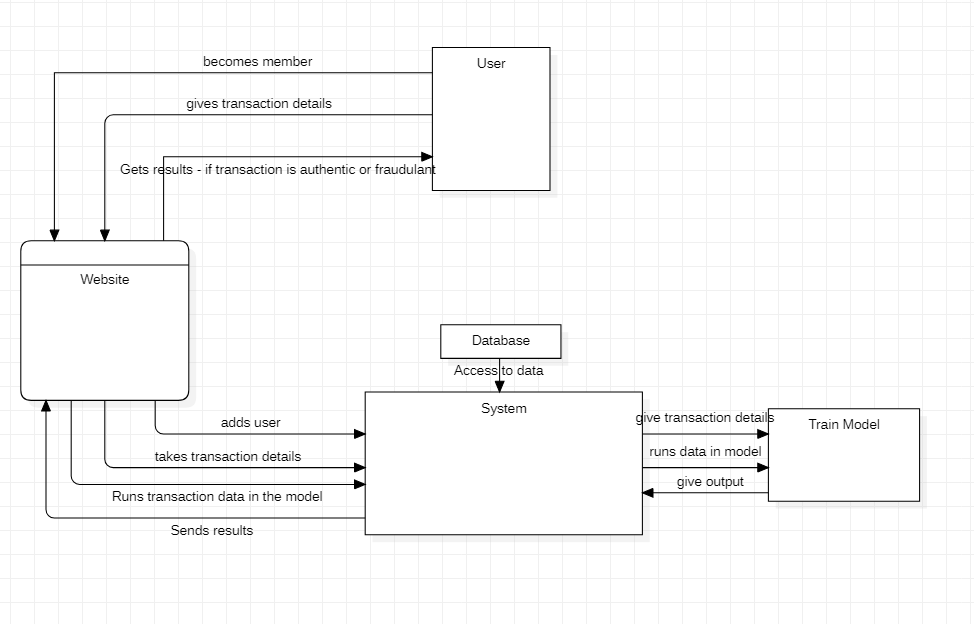 becomes member
User
gives transaction details
Gets results - if transaction is authentic or fraudulant
Website
Database
Access to data
System
give transaction details
Train Model
adds user
runs data in model
takes transaction details
give output
Runs transaction data in the model
Sends results